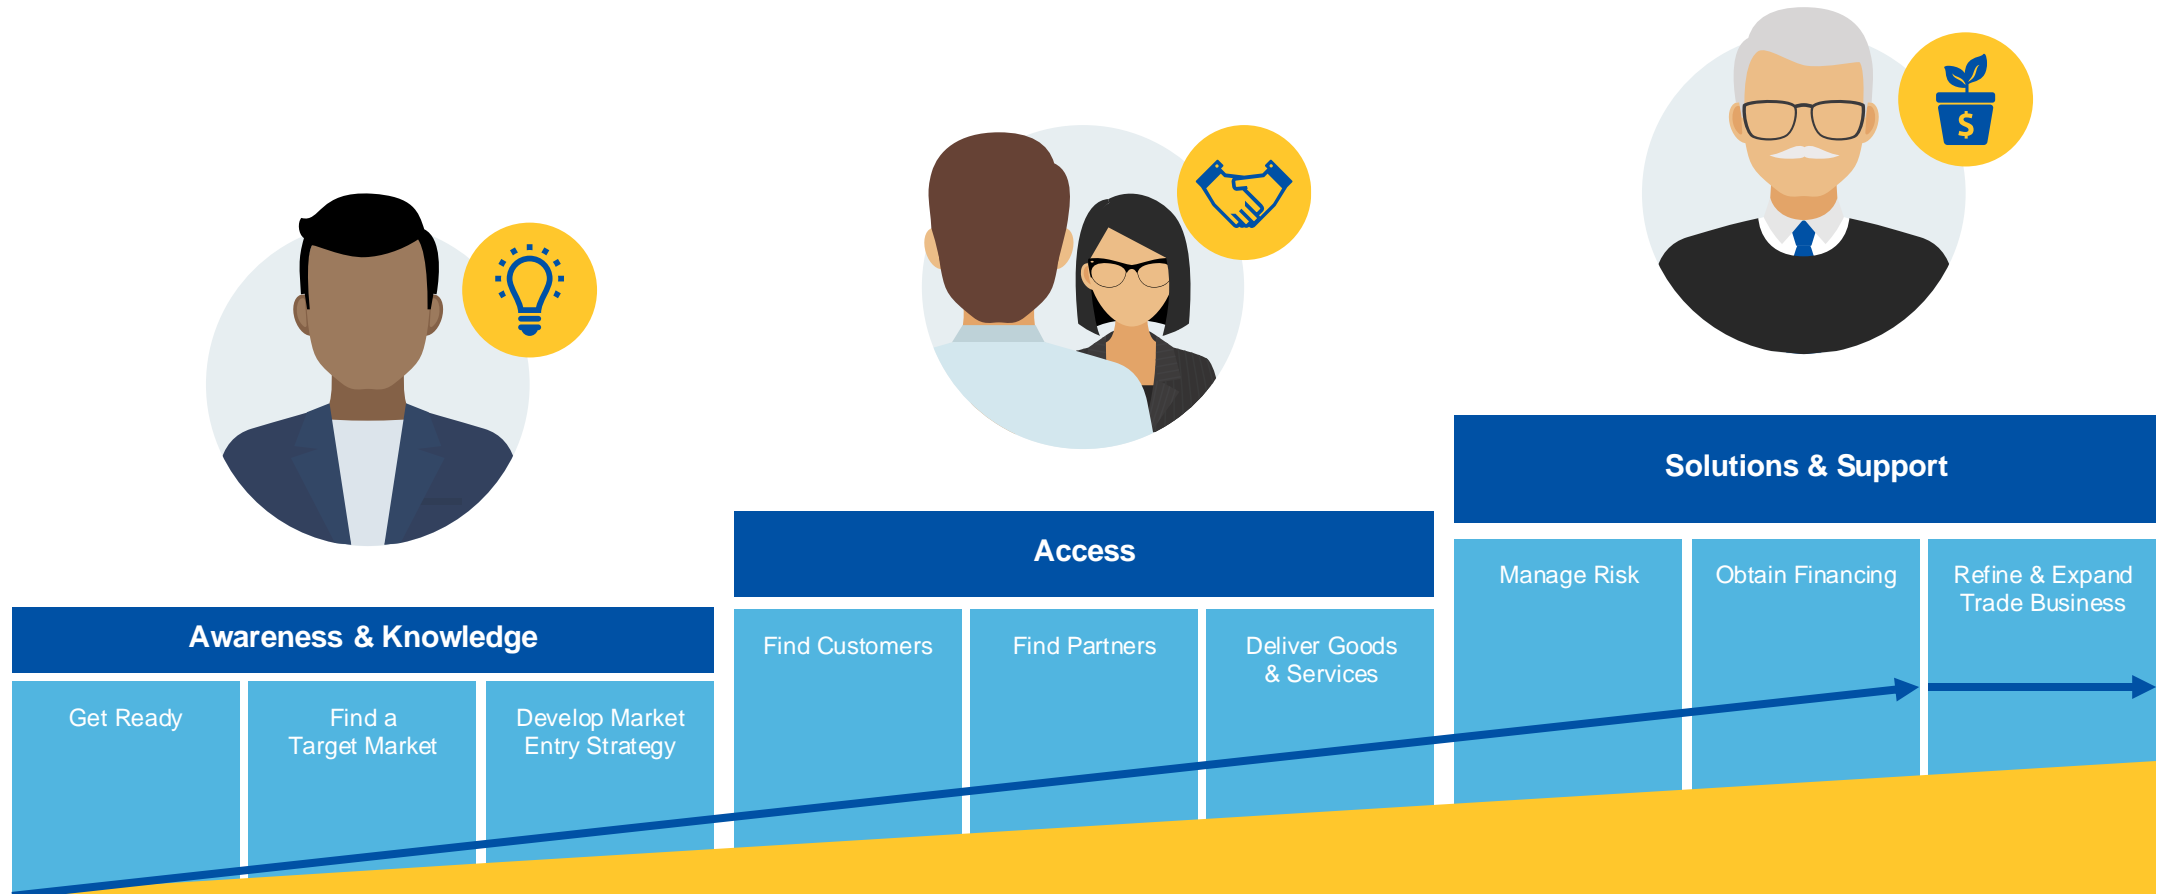 Solutions & Support
Access
Manage Risk
Obtain Financing
Refine & Expand
Trade Business
Awareness & Knowledge
Find Customers
Find Partners
Deliver Goods
& Services
Get Ready
Find a
Target Market
Develop Market
Entry Strategy
$